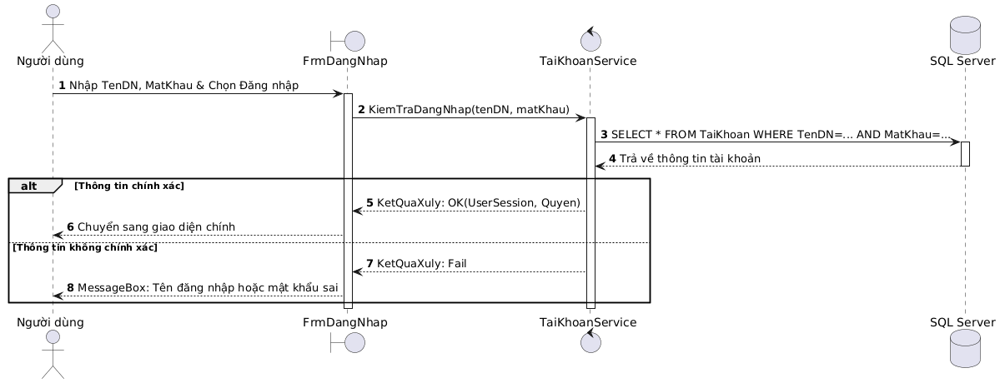 Người dùng
FrmDangNhap
TaiKhoanService
SQL Server
1 Nhập TenDN, MatKhau & Chọn Đăng nhập
2 KiemTraDangNhap(tenDN, matKhau)
3 SELECT * FROM TaiKhoan WHERE TenDN=... AND MatKhau=...
4 Trả về thông tin tài khoản
alt [Thông tin chính xác]
5 KetQuaXuly: OK(UserSession, Quyen)
6 Chuyển sang giao diện chính
[Thông tin không chính xác]
7 KetQuaXuly: Fail
8 MessageBox: Tên đăng nhập hoặc mật khẩu sai
Người dùng
FrmDangNhap
TaiKhoanService
SQL Server